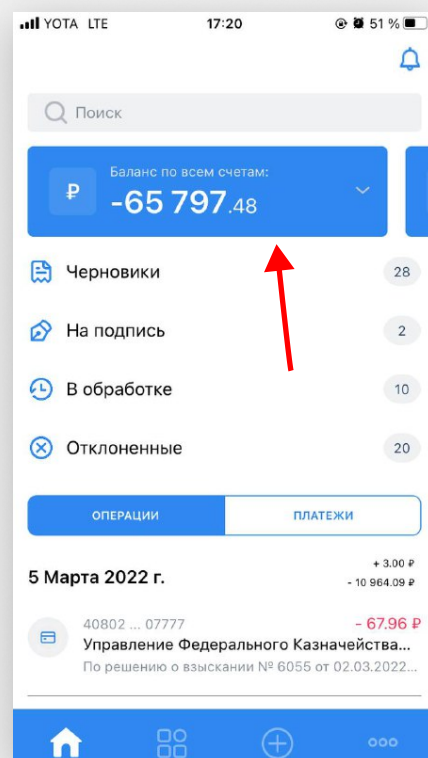 YOTA LTE 17:20 51 %
Поиск
₽ Баланс по всем счетам:
-65 797.48
Черновики 28
На подпись 2
В обработке 10
Отклоненные 20
ОПЕРАЦИИ ПЛАТЕЖИ
+ 3.00 ₽
5 Марта 2022 г.
- 10 964.09 ₽
40802 ... 07777 - 67.96 ₽
Управление Федерального Казначейства...
По решению о взыскании № 6055 от 02.03.2022...